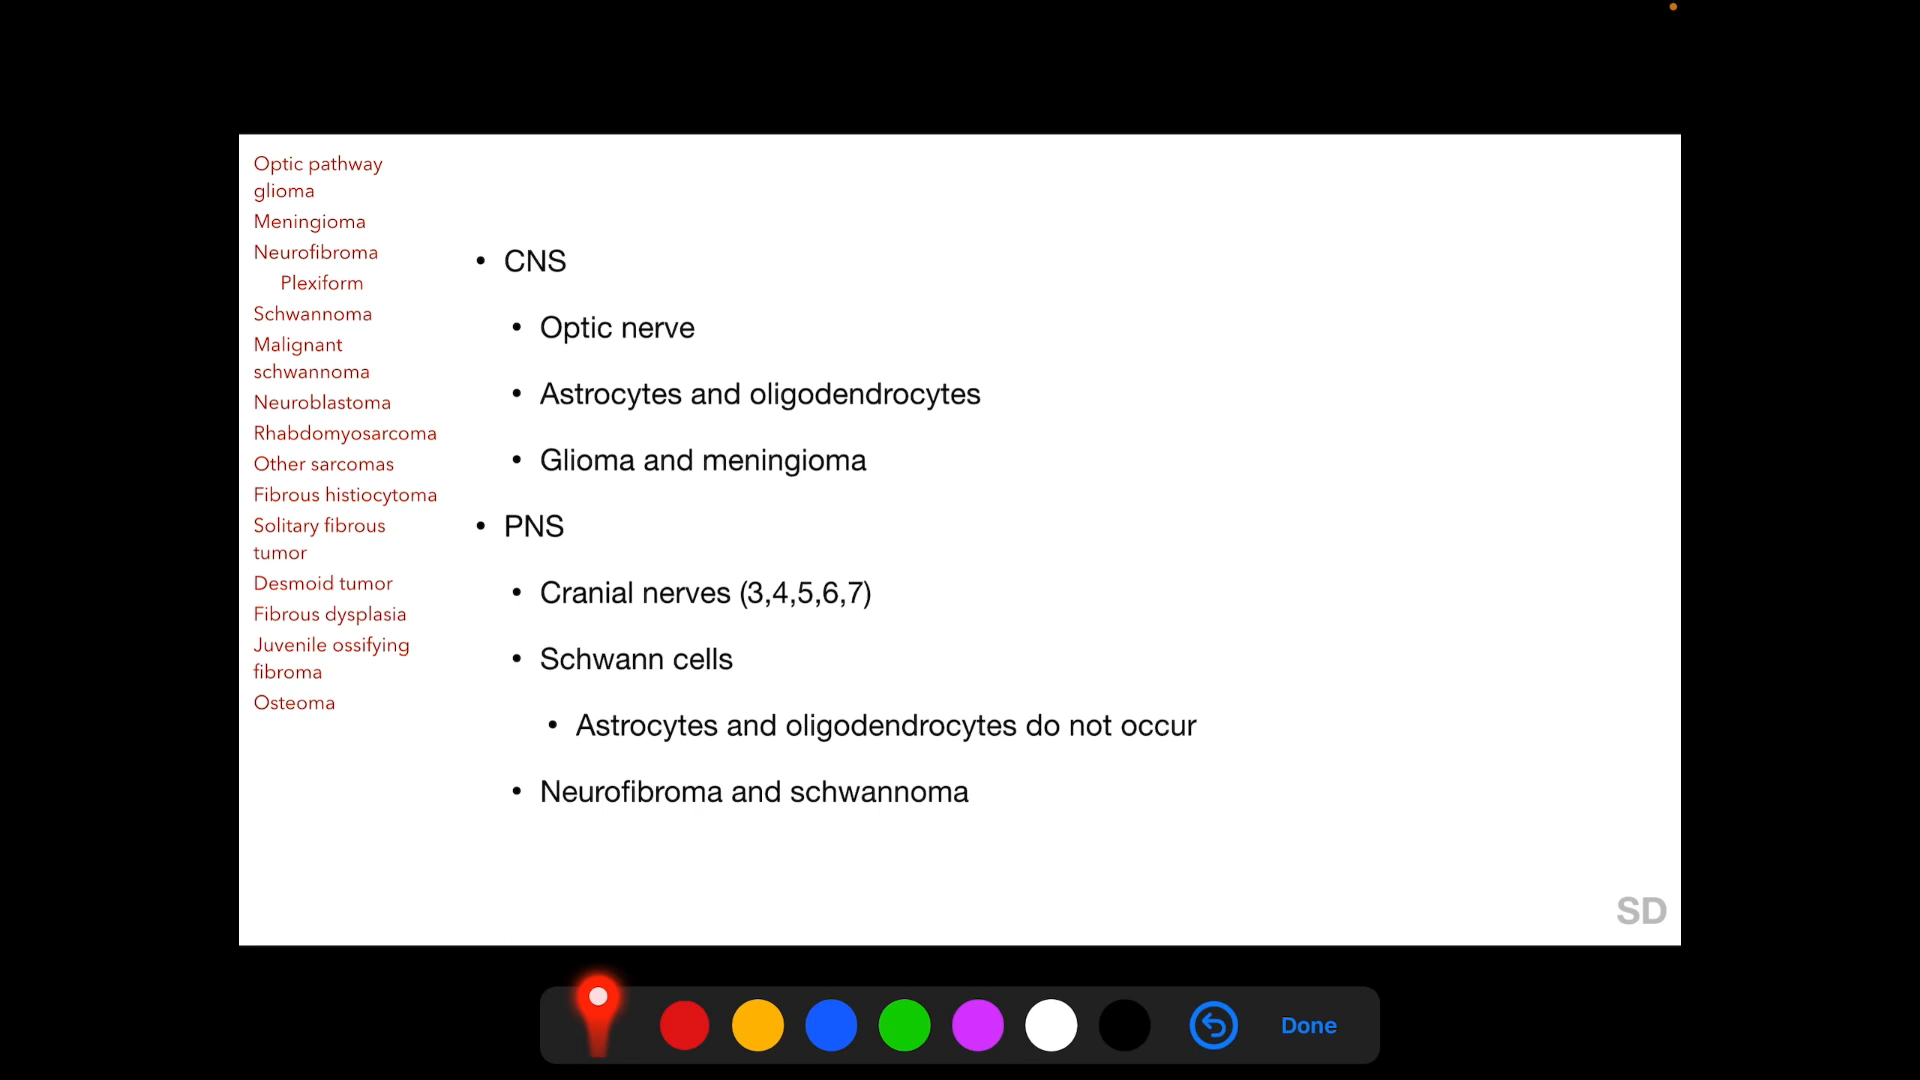 Optic pathway
glioma
Meningioma
Neurofibroma
Plexiform
Schwannoma
Malignant
schwannoma
Neuroblastoma
Rhabdomyosarcoma
Other sarcomas
Fibrous histiocytoma
Solitary fibrous
tumor
Desmoid tumor
Fibrous dysplasia
Juvenile ossifying
fibroma
Osteoma
• CNS
• Optic nerve
• Astrocytes and oligodendrocytes
• Glioma and meningioma
• PNS
• Cranial nerves (3,4,5,6,7)
• Schwann cells
• Astrocytes and oligodendrocytes do not occur
• Neurofibroma and schwannoma
SD
Done